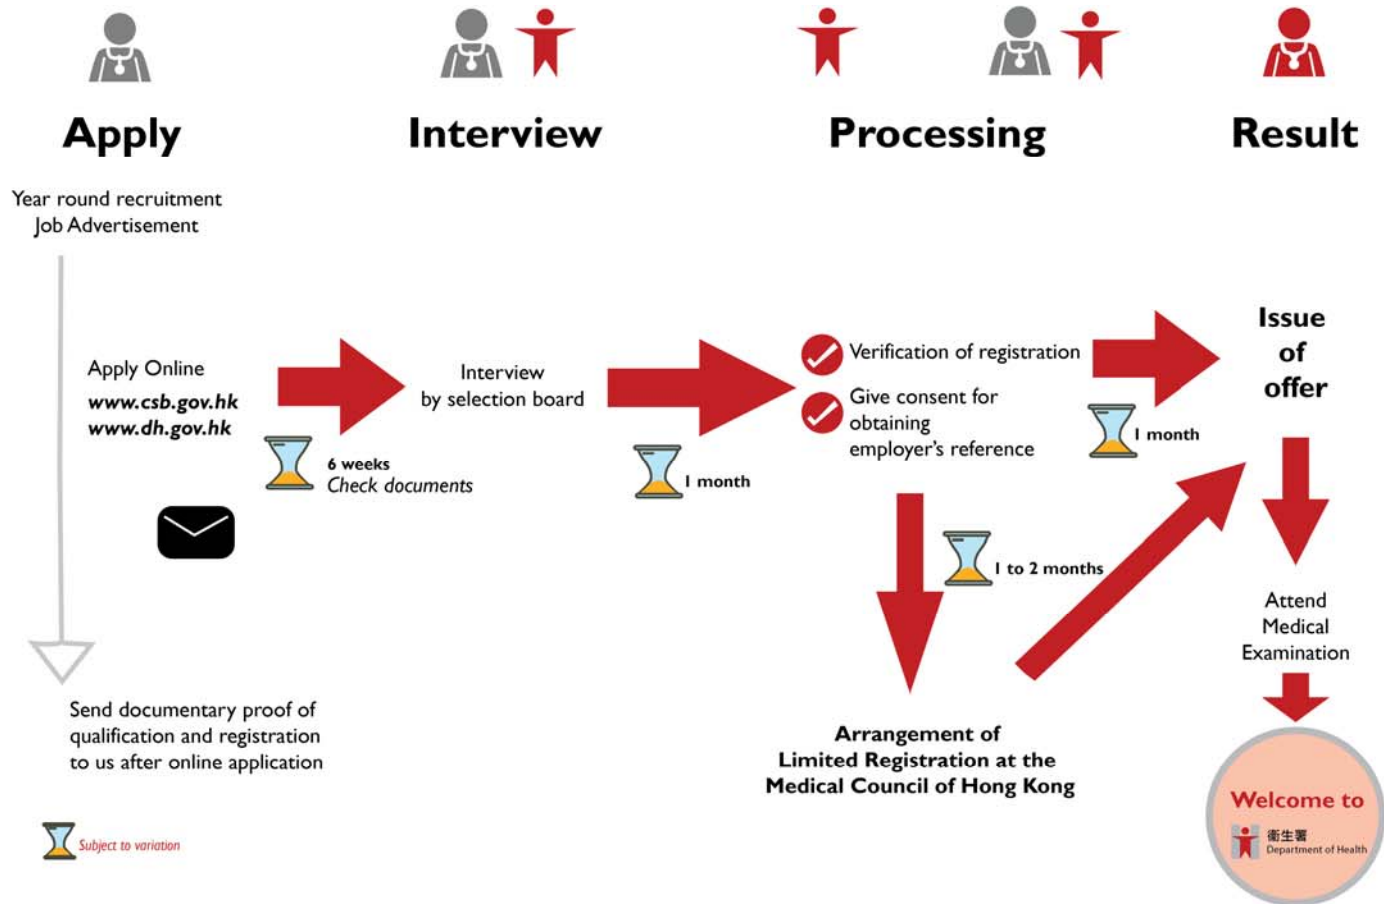 Apply
Interview
Processing
Result
Year round recruitment
Job Advertisement
Apply Online
www.csb.gov.hk
www.dh.gov.hk
6 weeks
Check documents
Interview
by selection board
1 month
Verification of registration
Give consent for
obtaining
employer's reference
1 month
Issue
of
offer
1 to 2 months
Attend
Medical
Examination
Send documentary proof of
qualification and registration
to us after online application
Arrangement of
Limited Registration at the
Medical Council of Hong Kong
Welcome to
衞生署
Department of Health
Subject to variation